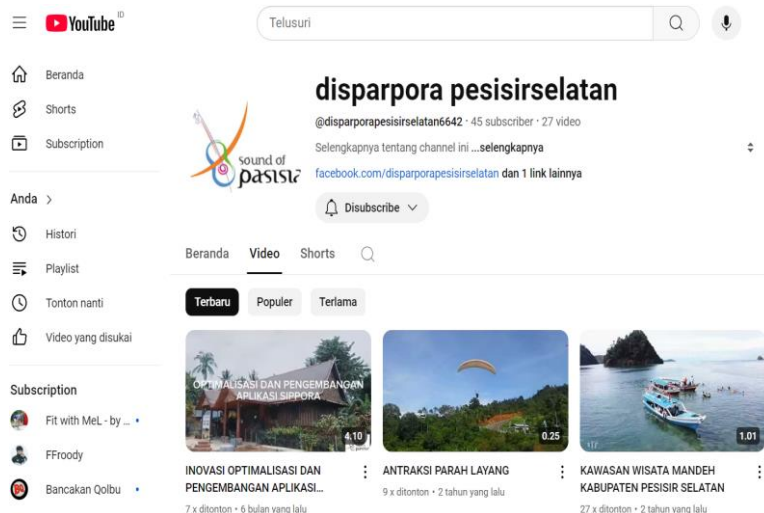 YouTube ID
Telusuri
Beranda
Shorts
Subscription
Anda >
Histori
Playlist
Tonton nanti
Video yang disukai
Subscription
Fit with MeL - by ...
FFroody
Bancakan Qolbu
sound of
pasisia
disparpora pesisirselatan
@disparporapesisirselatan6642 · 45 subscriber · 27 video
Selengkapnya tentang channel ini ...selengkapnya
facebook.com/disparporapesisirselatan dan 1 link lainnya
Disubscribe
Beranda Video Shorts
Terbaru Populer Terlama
OPTIMALISASI DAN PENGEMBANGAN
APLIKASI SIPPORA
4.10
INOVASI OPTIMALISASI DAN
PENGEMBANGAN APLIKASI...
7 x ditonton • 6 bulan yang lalu
0.25
ANTRAKSI PARAH LAYANG
9 x ditonton • 2 tahun yang lalu
1.01
KAWASAN WISATA MANDEH
KABUPATEN PESISIR SELATAN
27 x ditonton • 2 tahun yang lalu